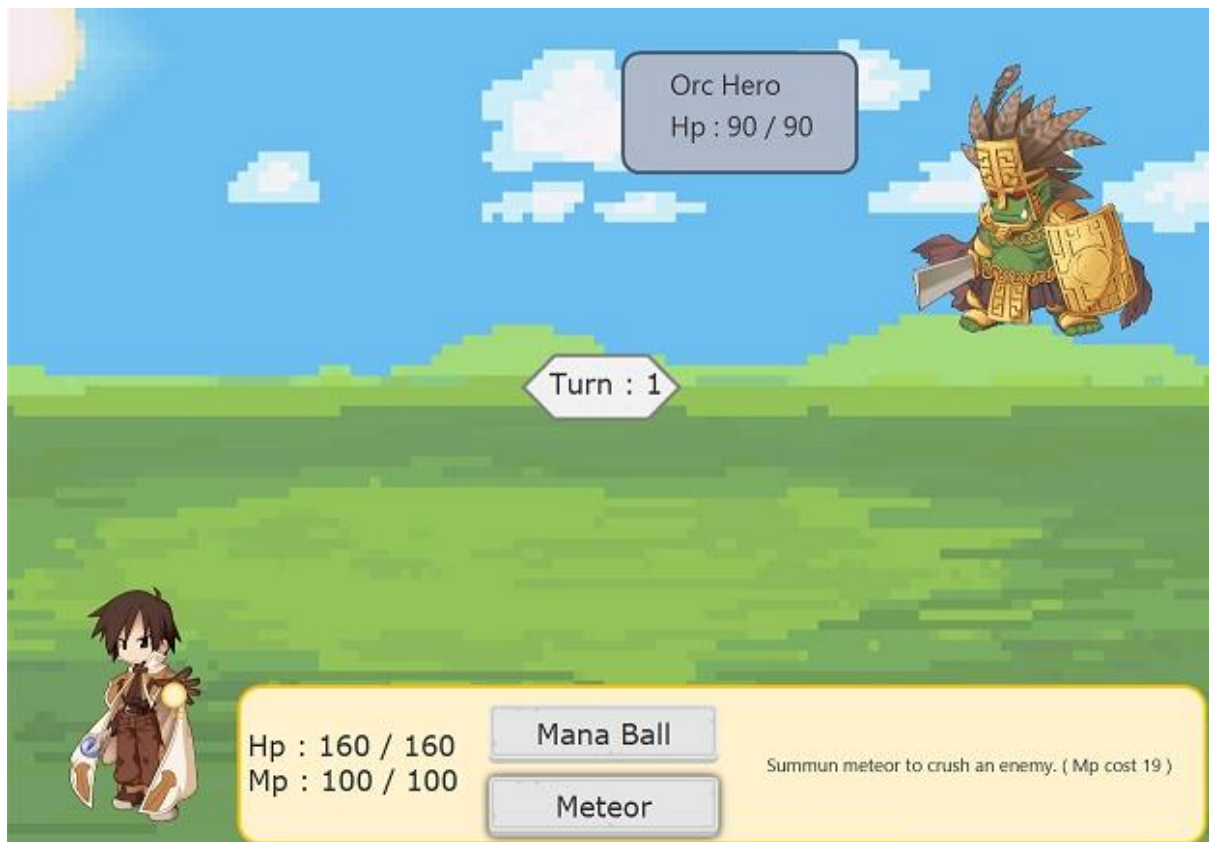 Orc Hero
Hp : 90 / 90
Turn : 1
Hp : 160 / 160
Mp : 100 / 100
Mana Ball
Meteor
Summun meteor to crush an enemy. ( Mp cost 19 )